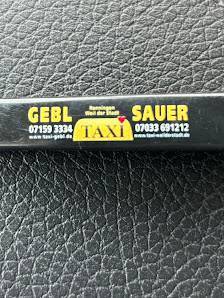 GEBL
07159 3334
www.taxi-gebl.de
Renningen
Weil der Stadt
TAXI
SAUER
07033 691212
www.taxi-weilderstadt.de